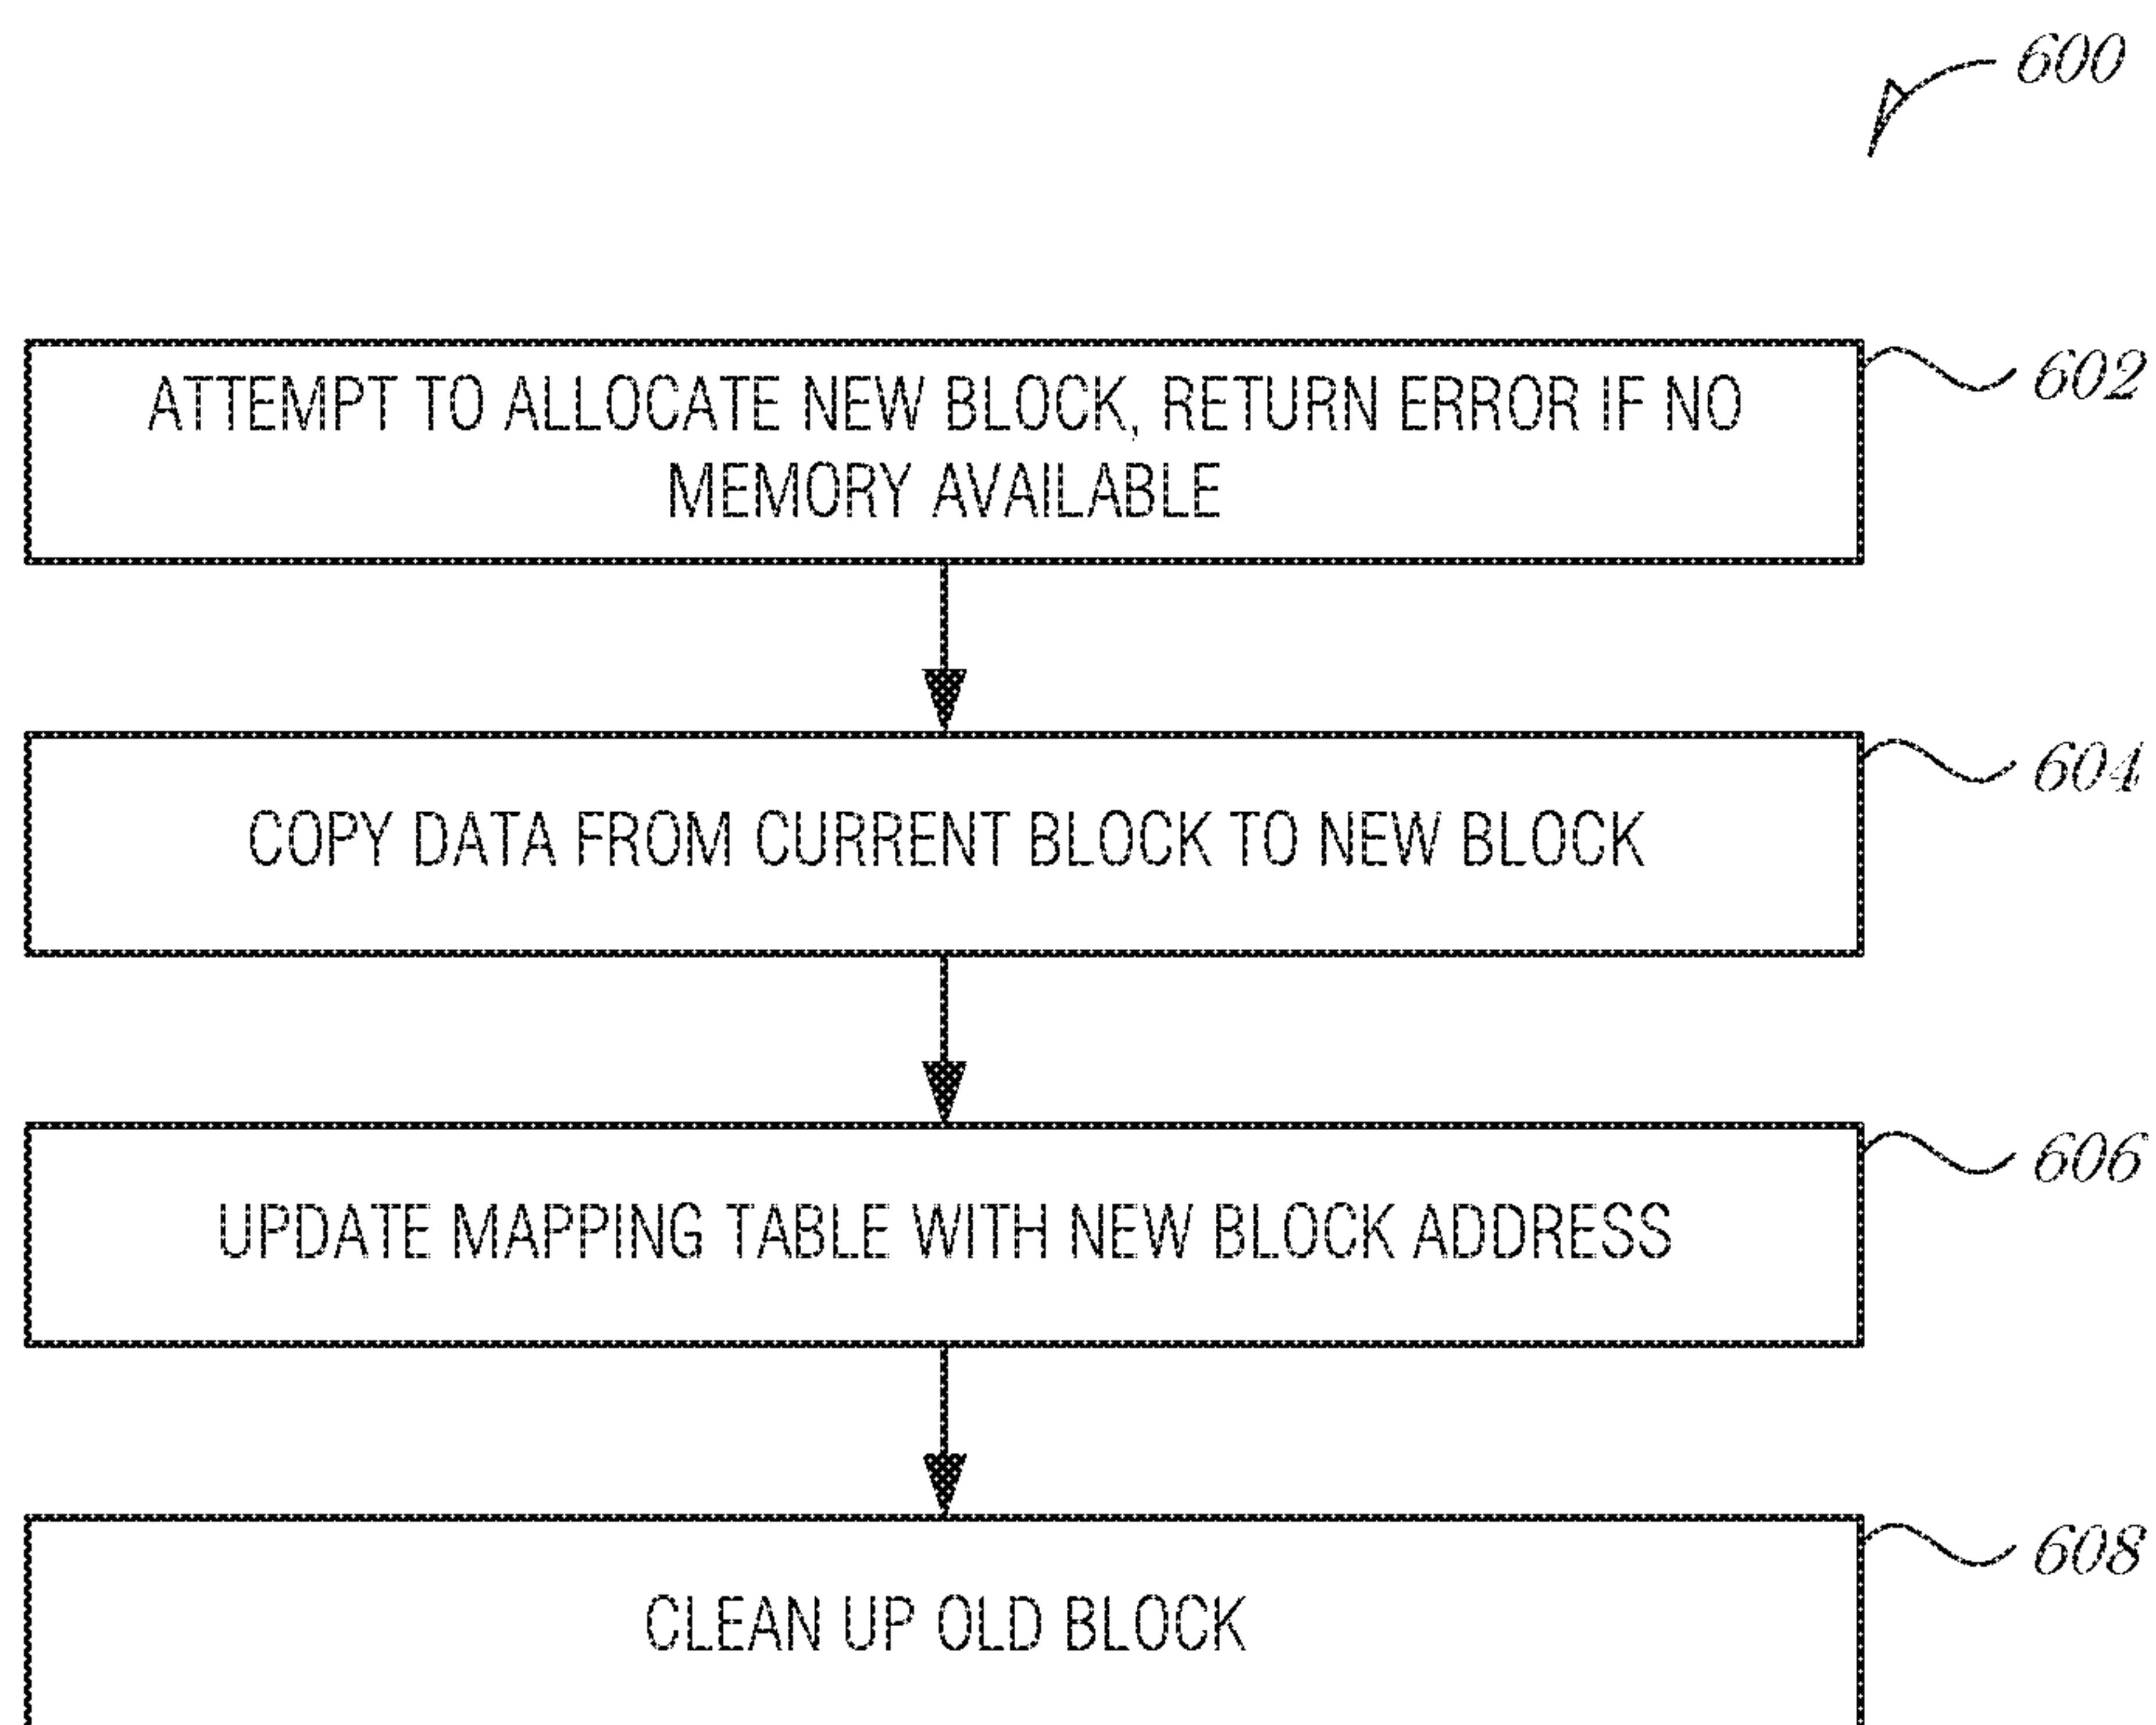 600
ATTEMPT TO ALLOCATE NEW BLOCK, RETURN ERROR IF NO
MEMORY AVAILABLE
602
COPY DATA FROM CURRENT BLOCK TO NEW BLOCK
604
UPDATE MAPPING TABLE WITH NEW BLOCK ADDRESS
606
CLEAN UP OLD BLOCK
608